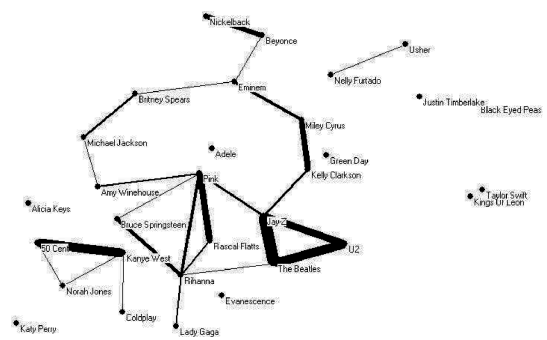 Nickelback
Beyonce
Usher
Nelly Furtado
Eminem
Britney Spears
Justin Timberlake
Black Eyed Peas
Miley Cyrus
Michael Jackson
Adele
Green Day
Kelly Clarkson
Pink
Amy Winehouse
Taylor Swift
Kings Of Leon
Alicia Keys
Bruce Springsteen
Jay-Z
Rascal Flatts
U2
50 Cent
Kanye West
The Beatles
Rihanna
Norah Jones
Evanescence
Coldplay
Katy Perry
Lady Gaga